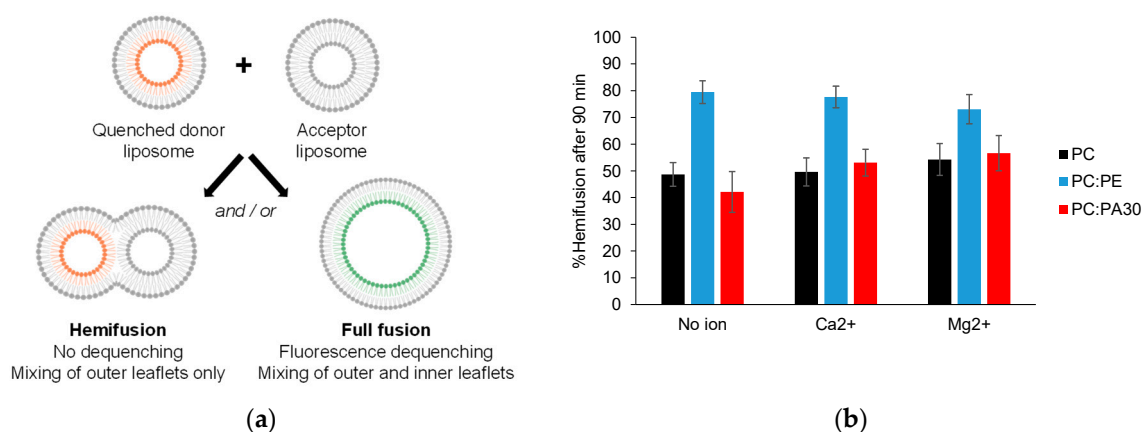 +
Quenched donor
liposome
Acceptor
liposome
and / or
Hemifusion
No dequenching
Mixing of outer leaflets only
Full fusion
Fluorescence dequenching
Mixing of outer and inner leaflets
(a)
%Hemifusion after 90 min
100
90
80
70
60
50
40
30
20
10
0
No ion
Ca2+
Mg2+
PC
PC:PE
PC:PA30
(b)